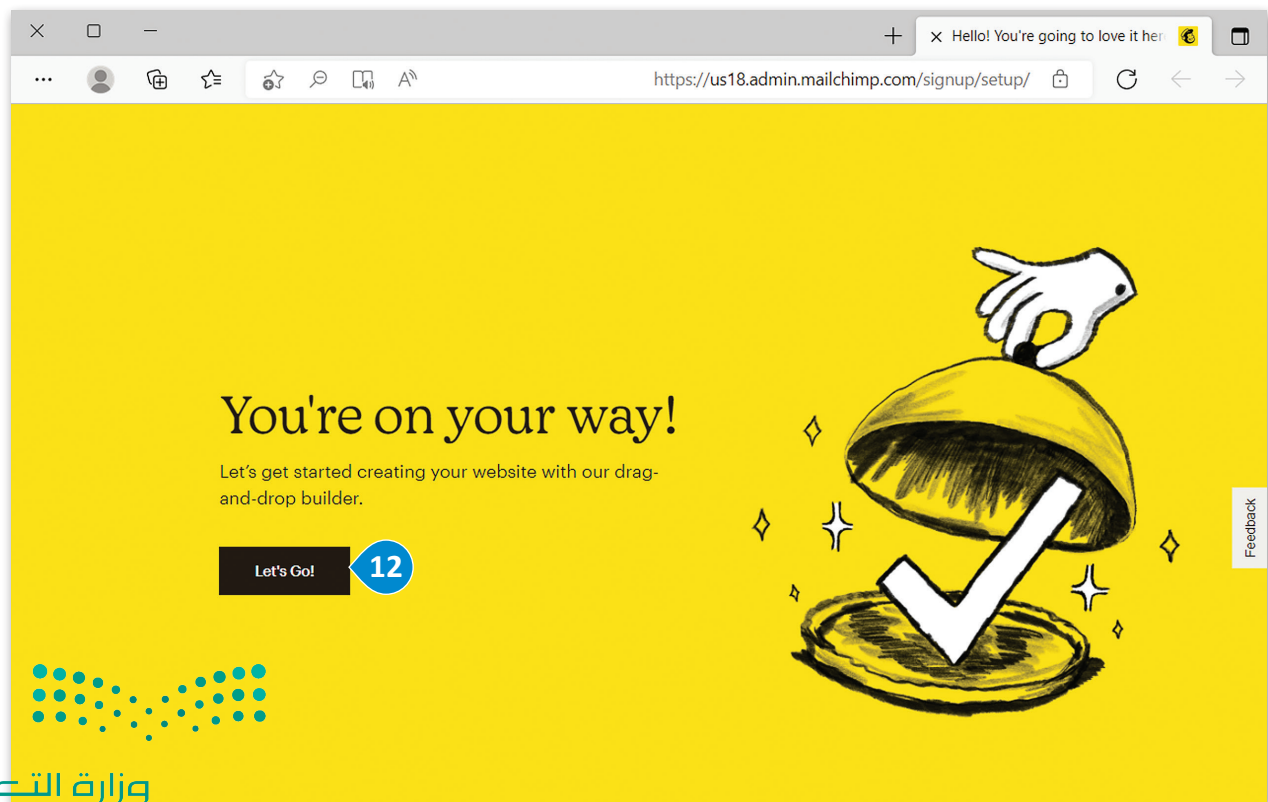 Hello! You're going to love it her
https://us18.admin.mailchimp.com/signup/setup/
You're on your way!
Let's get started creating your website with our drag-
and-drop builder.
Let's Go!
12
Feedback
وزارة